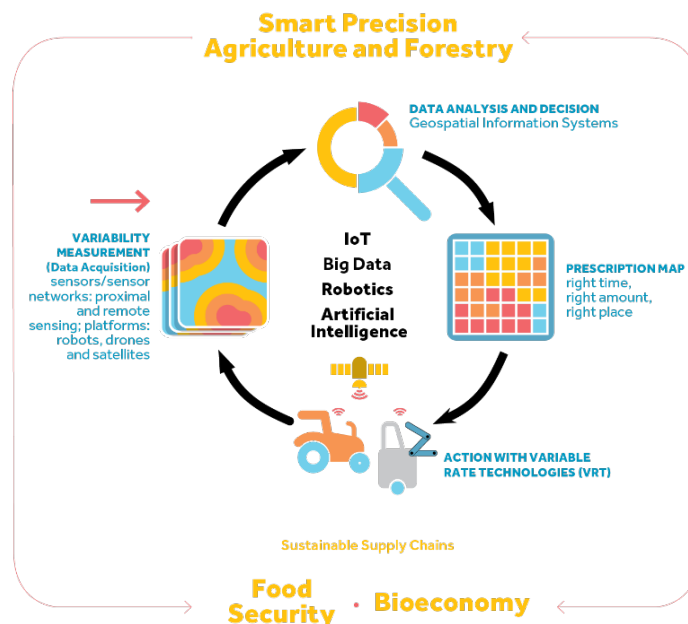 Smart Precision
Agriculture and Forestry
DATA ANALYSIS AND DECISION
Geospatial Information Systems
VARIABILITY
MEASUREMENT
(Data Acquisition)
sensors/sensor
networks: proximal
and remote
sensing; platforms:
robots, drones
and satellites
IoT
Big Data
Robotics
Artificial
Intelligence
PRESCRIPTION MAP
right time,
right amount,
right place
ACTION WITH VARIABLE
RATE TECHNOLOGIES (VRT)
Sustainable Supply Chains
Food
Security · Bioeconomy